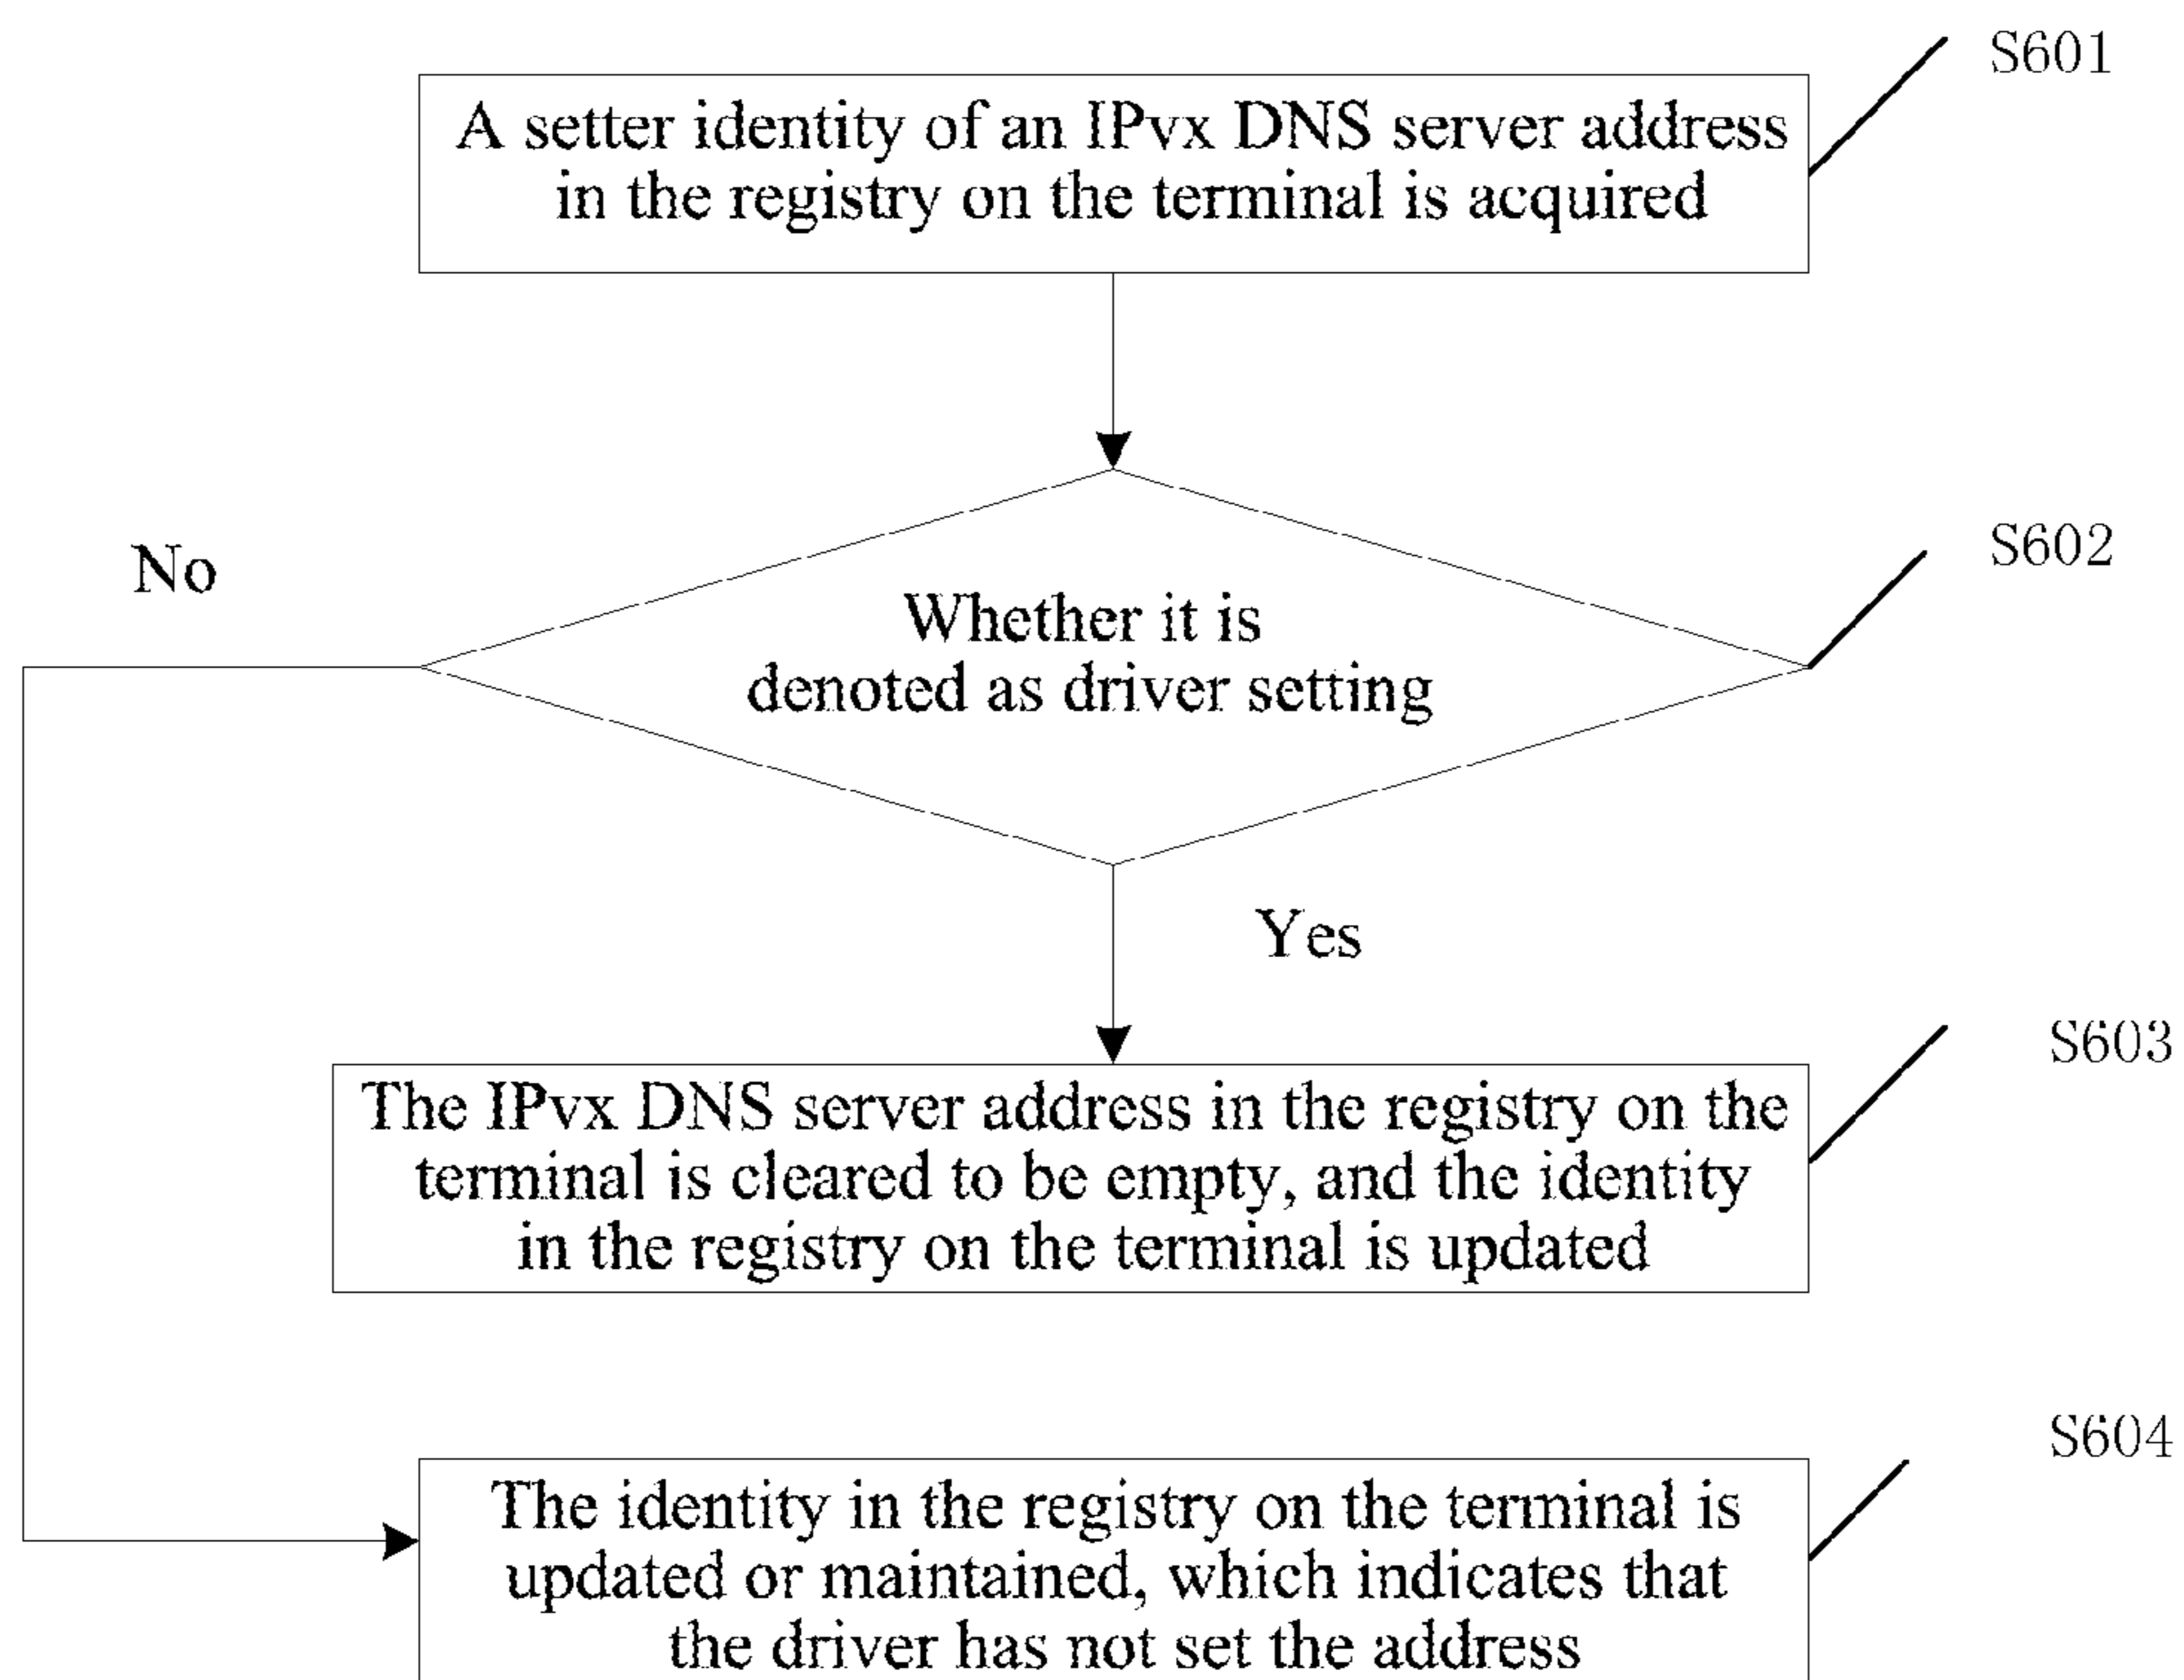 S601
A setter identity of an IPvx DNS server address
in the registry on the terminal is acquired
S602
No
Whether it is
denoted as driver setting
Yes
S603
The IPvx DNS server address in the registry on the
terminal is cleared to be empty, and the identity
in the registry on the terminal is updated
S604
The identity in the registry on the terminal is
updated or maintained, which indicates that
the driver has not set the address